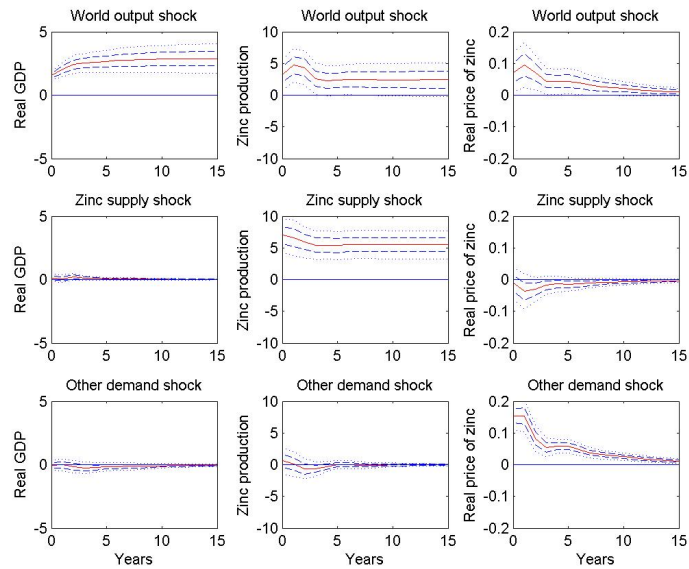 World output shock
World output shock
World output shock
Real GDP
5
0
-5
0 5 10 15
Zinc production
10
5
0
-5
-10
0 5 10 15
Real price of zinc
0.2
0.1
0
0.1
0.2
0 5 10 15
Zinc supply shock
Zinc supply shock
Zinc supply shock
Real GDP
5
0
-5
0 5 10 15
Zinc production
10
5
0
-5
-10
0 5 10 15
Real price of zinc
0.2
0.1
0
0.1
0.2
0 5 10 15
Other demand shock
Other demand shock
Other demand shock
Real GDP
5
0
-5
0 5 10 15
Years
Zinc production
10
5
0
-5
-10
0 5 10 15
Years
Real price of zinc
0.2
0.1
0
-0.1
-0.2
0 5 10 15
Years